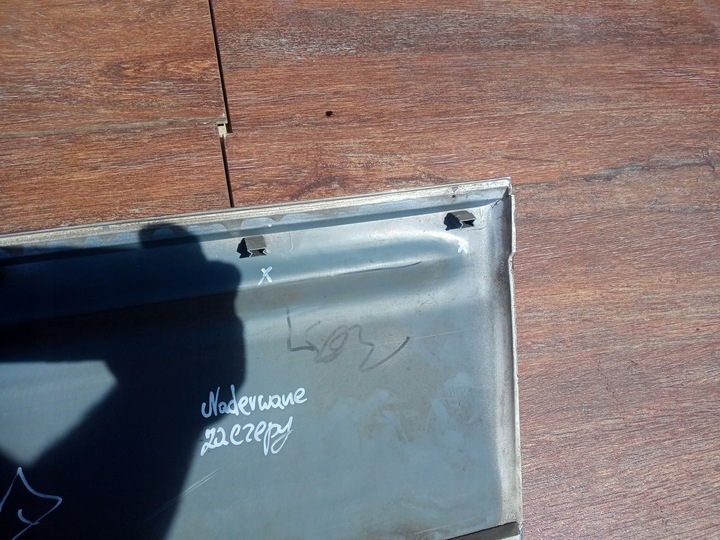 x
x
Naderwane
zaczepy